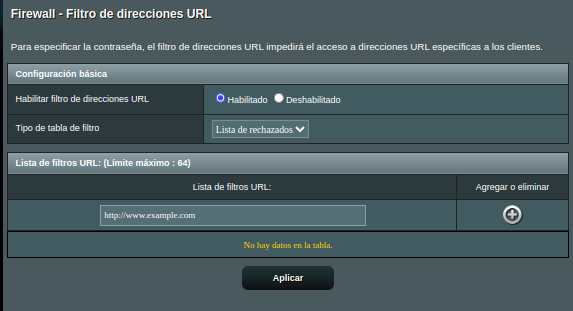 Firewall - Filtro de direcciones URL
Para especificar la contraseña, el filtro de direcciones URL impedirá el acceso a direcciones URL específicas a los clientes.
Configuración básica
Habilitar filtro de direcciones URL
Habilitado Deshabilitado
Tipo de tabla de filtro
Lista de rechazados
Lista de filtros URL: (Límite máximo : 64)
Lista de filtros URL: Agregar o eliminar
http://www.example.com
No hay datos en la tabla.
Aplicar